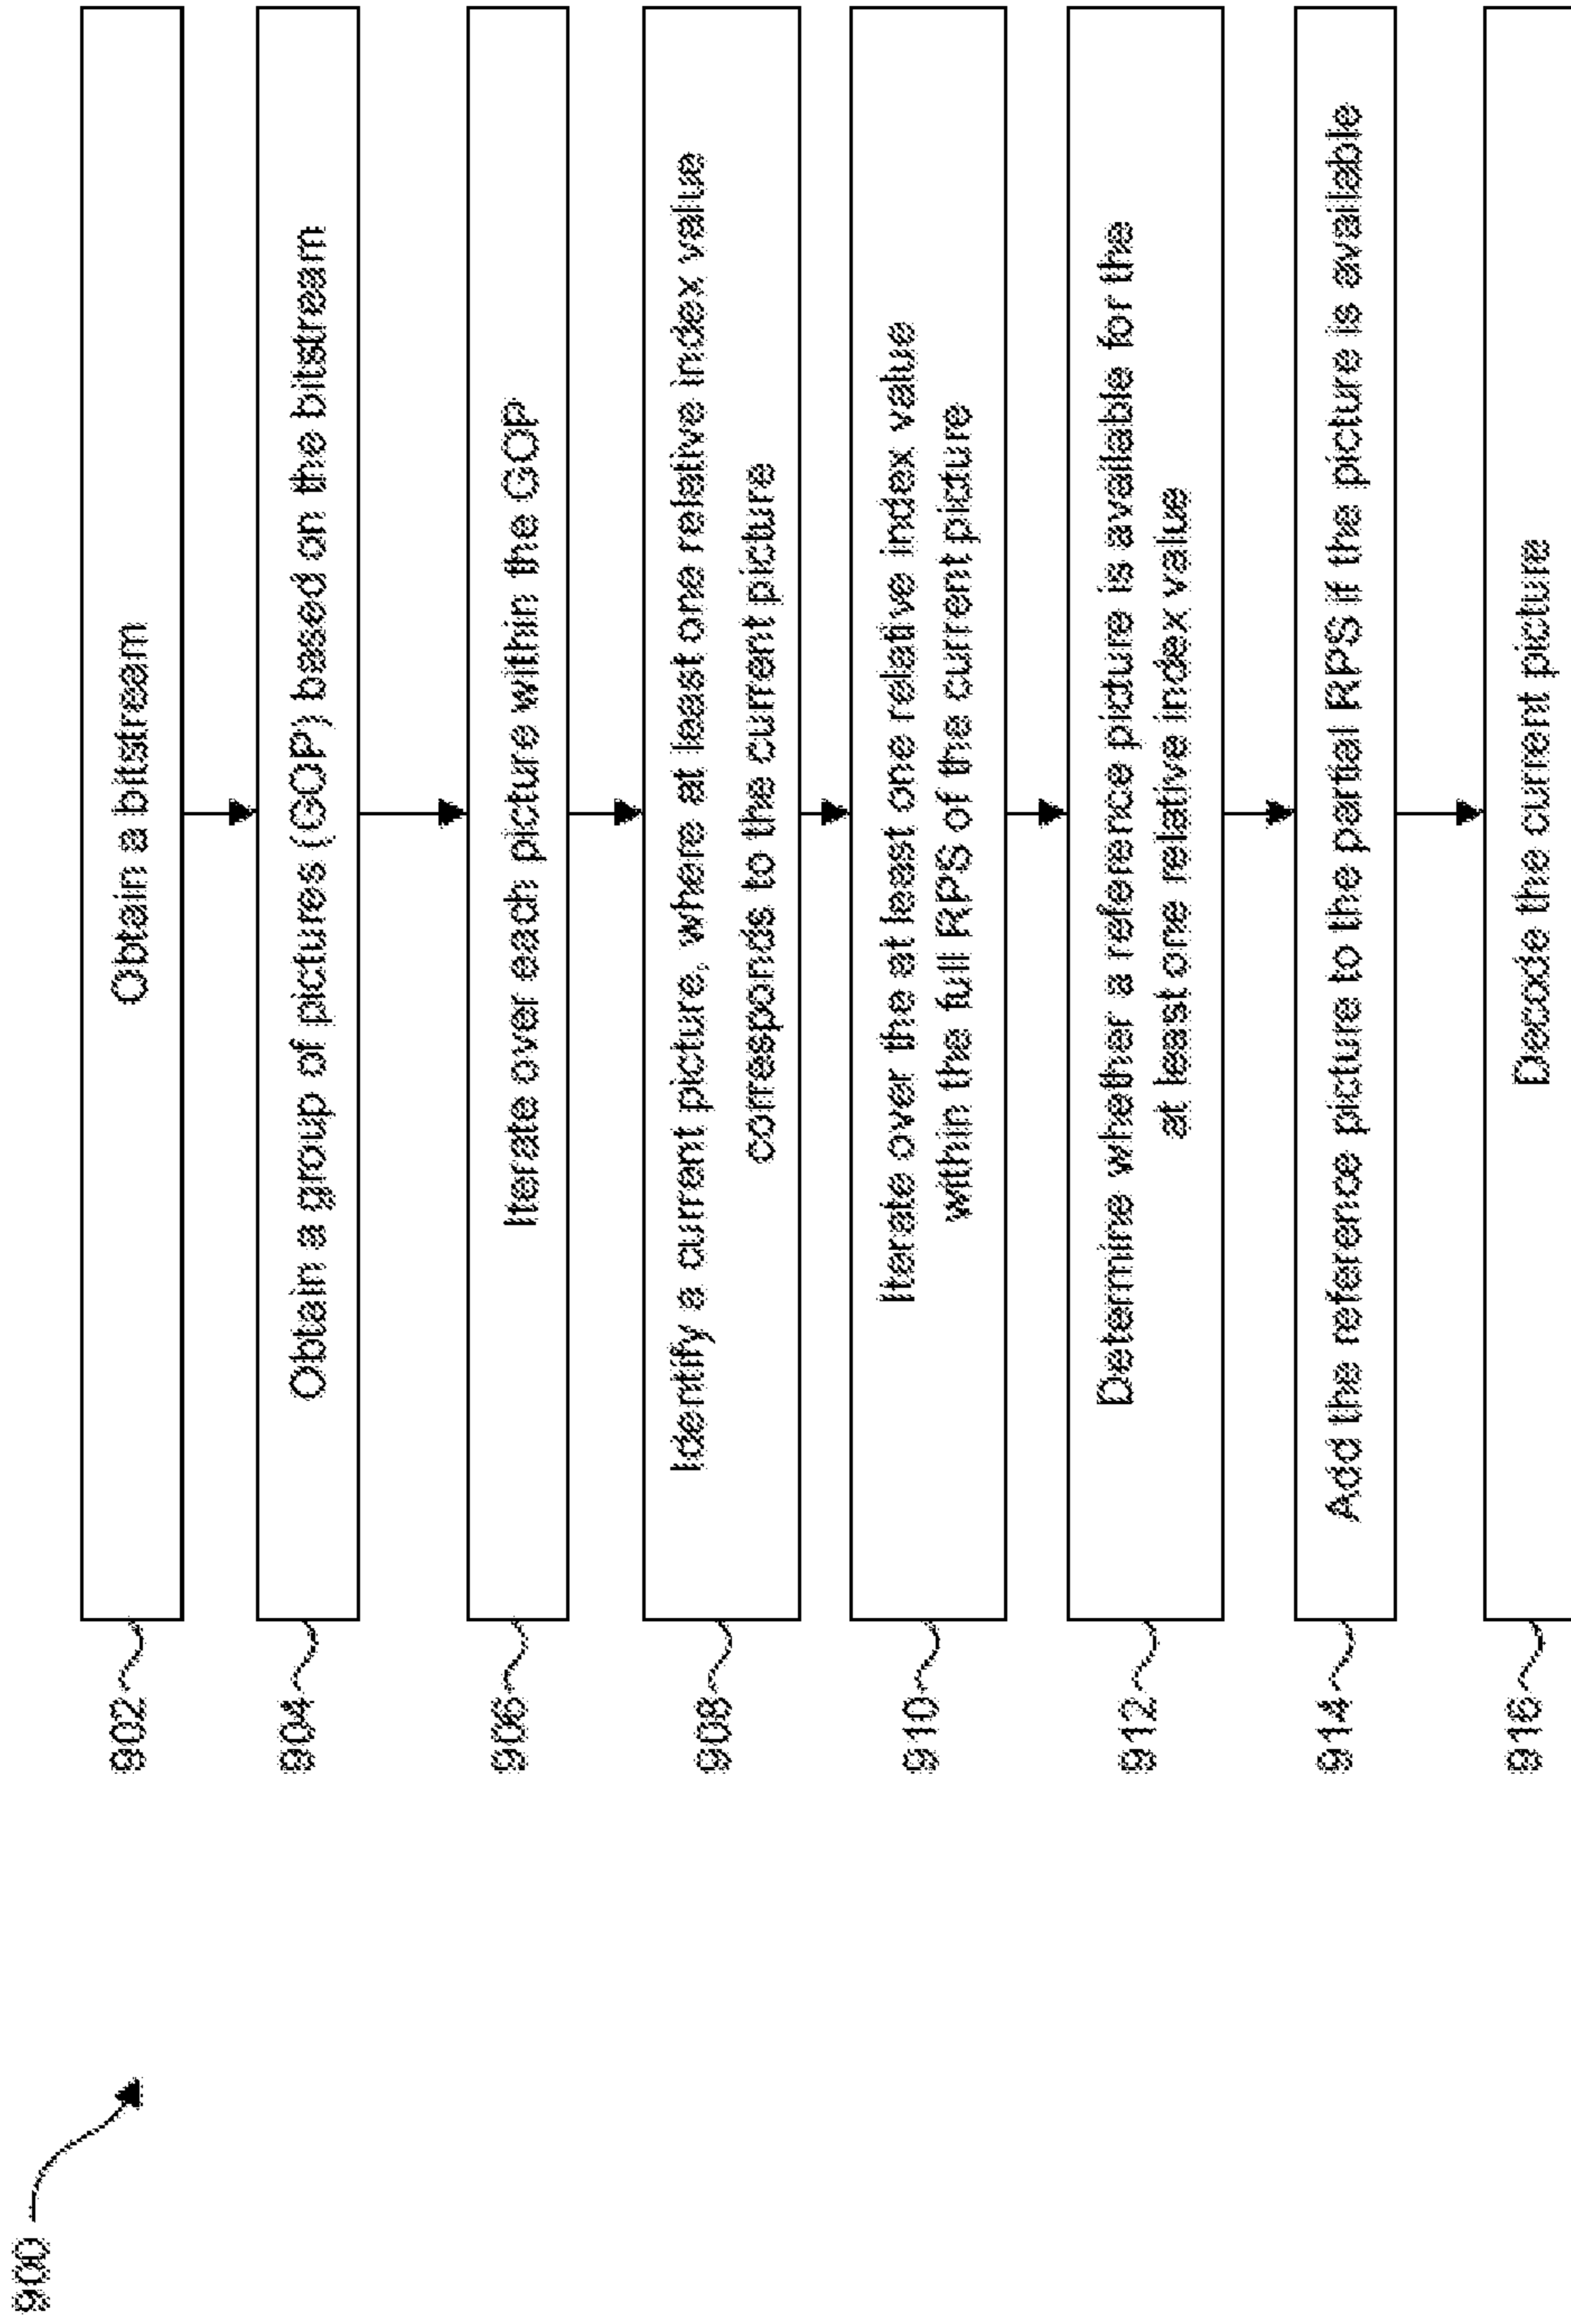 900
902
Obtain a bitstream
904
Obtain a group of pictures (GOP) based on the bitstream
906
Iterate over each picture within the GOP
908
Identify a current picture, where at least one relative index value
corresponds to the current picture
910
Iterate over the at least one relative index value
within the full RPS of the current picture
912
Determine whether a reference picture is available for the
at least one relative index value
914
Add the reference picture to the partial RPS if the picture is available
916
Decode the current picture